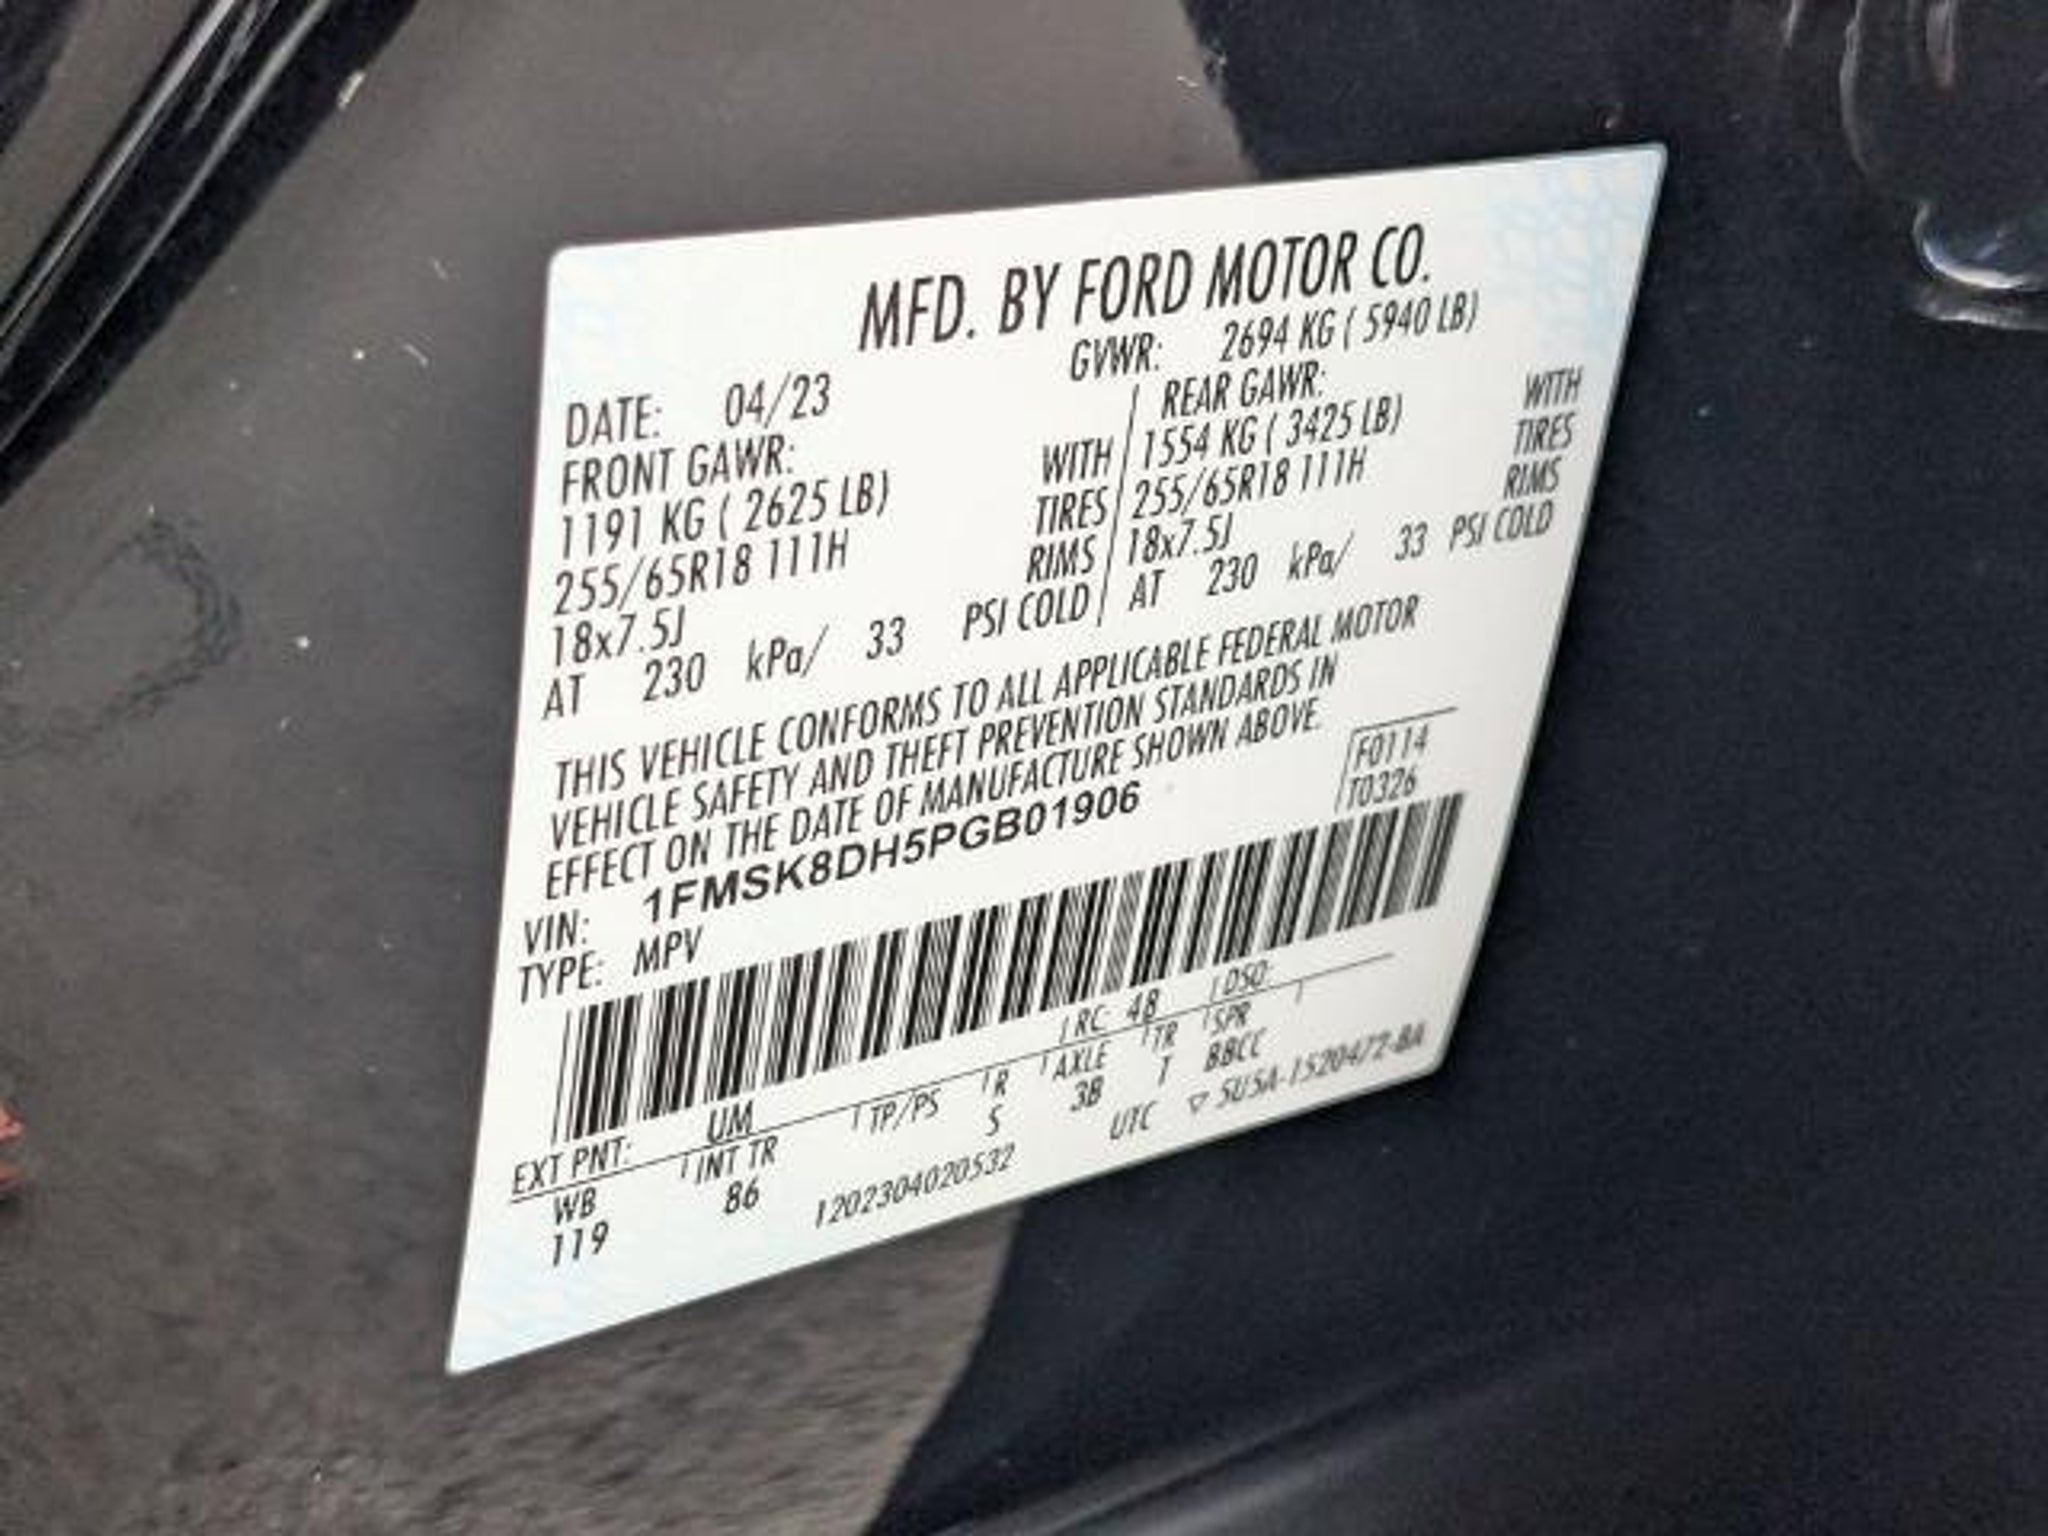 MFD. BY FORD MOTOR CO.
DATE: 04/23 GVWR: 2694 KG ( 5940 LB)
FRONT GAWR: REAR GAWR:
1191 KG ( 2625 LB) WITH 1554 KG ( 3425 LB) WITH
255/65R18 111H TIRES 255/65R18 111H TIRES
18x7.5J RIMS 18x7.5J RIMS
AT 230 kPa/ 33 PSI COLD AT 230 kPa/ 33 PSI COLD
THIS VEHICLE CONFORMS TO ALL APPLICABLE FEDERAL MOTOR
VEHICLE SAFETY AND THEFT PREVENTION STANDARDS IN
EFFECT ON THE DATE OF MANUFACTURE SHOWN ABOVE.
VIN: 1FMSK8DH5PGB01906 F0114
TYPE: MPV T0326
EXT PNT: UM RC: 48 DSO:
WB INT TR TP/PS R AXLE TR SPR
119 86 S 3B T BBCC
1202304020532 UTC ▽ 5U5A-1520472-BA